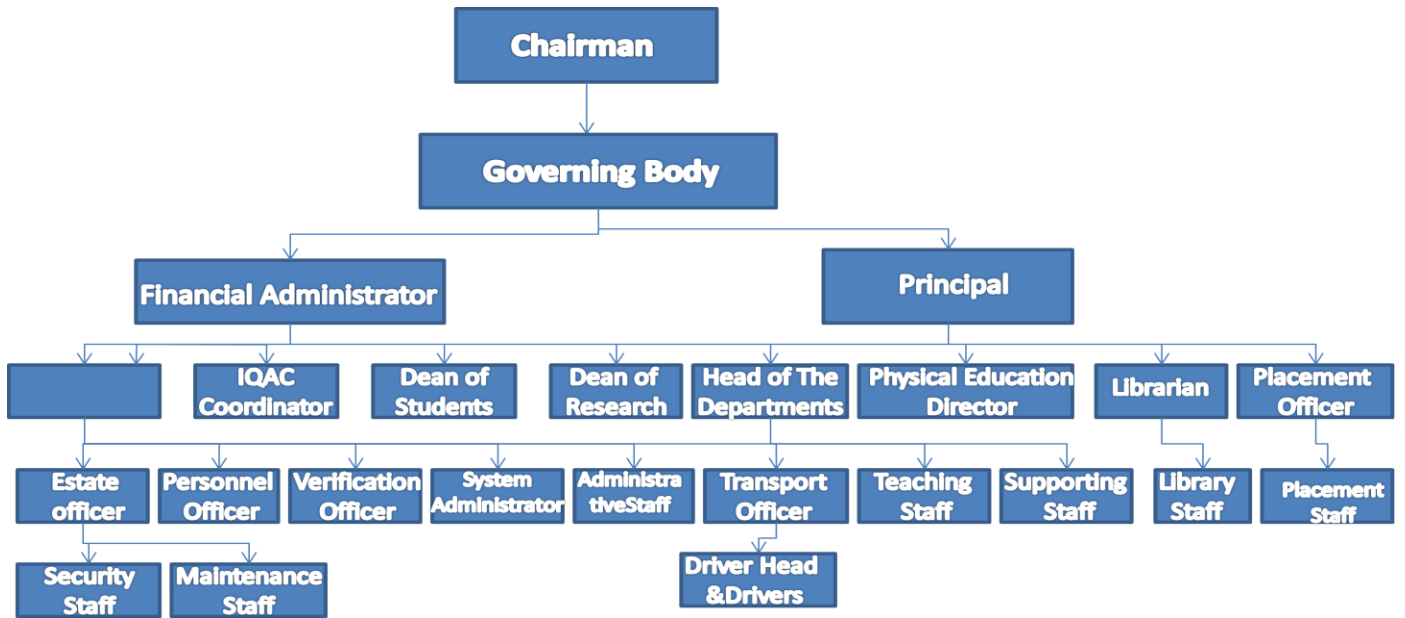 Chairman
Governing Body
Financial Administrator
Principal
IQAC
Coordinator
Dean of
Students
Dean of
Research
Head of The
Departments
Physical Education
Director
Librarian
Placement
Officer
Estate
officer
Personnel
Officer
Verification
Officer
System
Administrator
Administra
tiveStaff
Transport
Officer
Teaching
Staff
Supporting
Staff
Library
Staff
Placement
Staff
Security
Staff
Maintenance
Staff
Driver Head
&Drivers